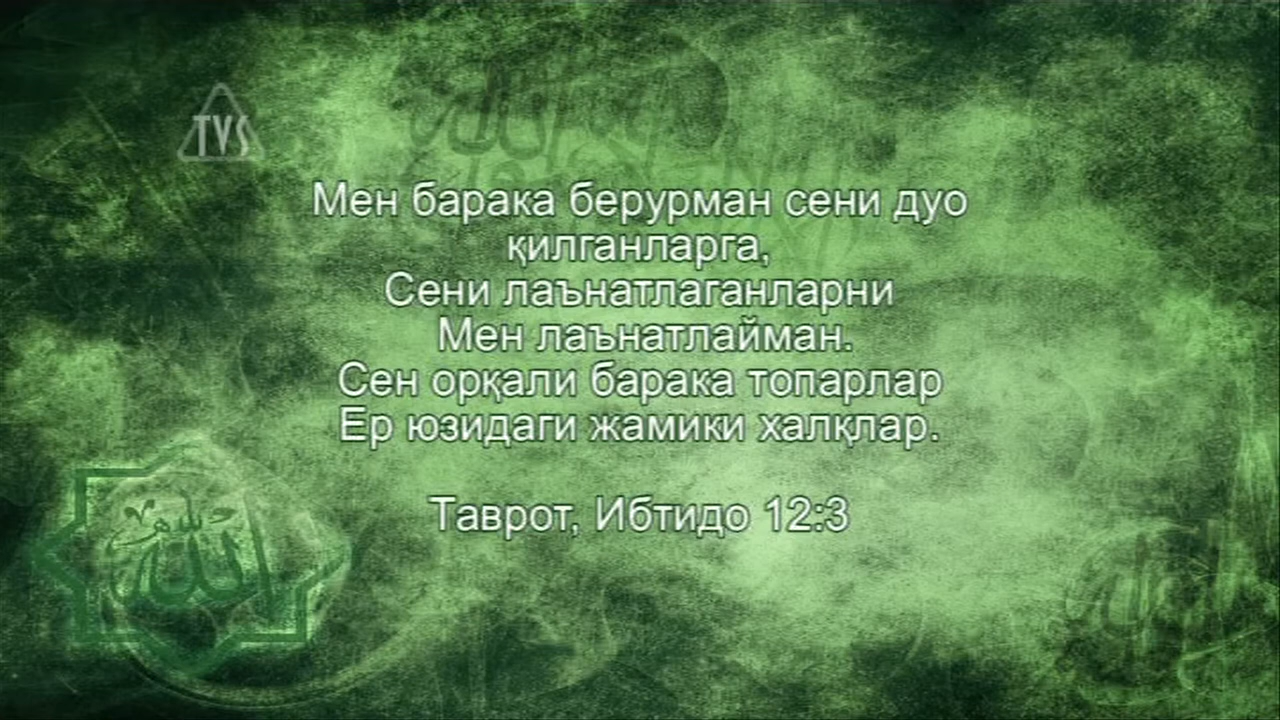 TVS
Мен барака берурман сени дуо
қилганларга,
Сени лаънатлаганларни
Мен лаънатлайман.
Сен орқали барака топарлар
Ер юзидаги жамики халқлар.
Таврот, Ибтидо 12:3
الله